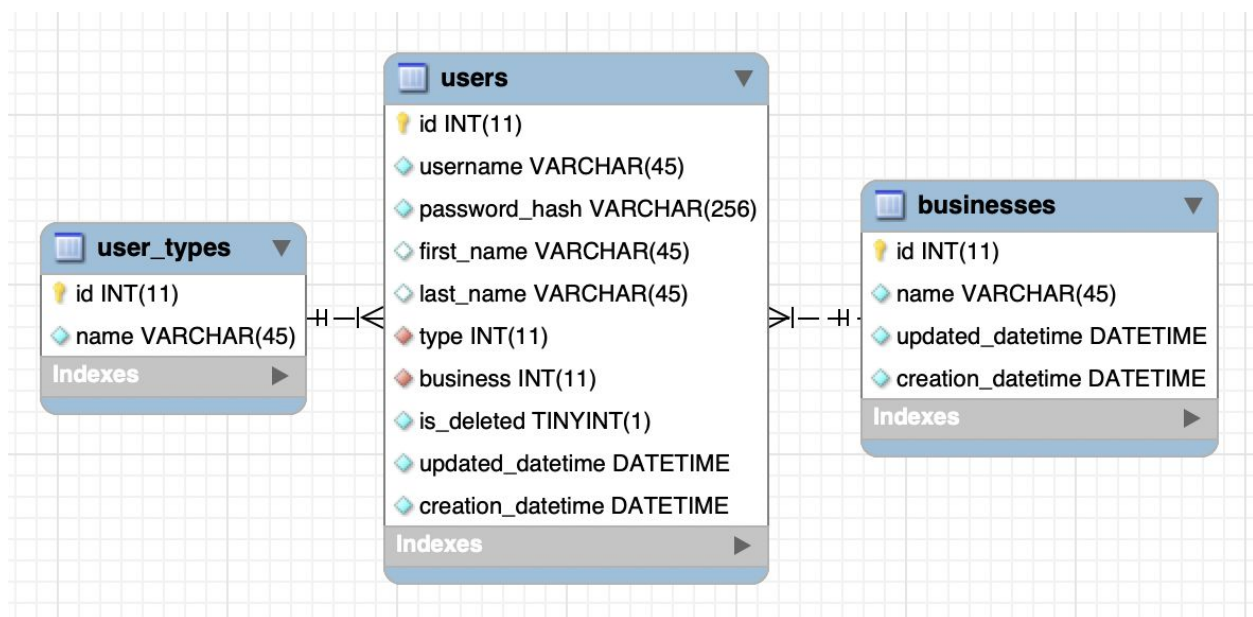 user_types
id INT(11)
name VARCHAR(45)
Indexes
users
id INT(11)
username VARCHAR(45)
password_hash VARCHAR(256)
first_name VARCHAR(45)
last_name VARCHAR(45)
type INT(11)
business INT(11)
is_deleted TINYINT(1)
updated_datetime DATETIME
creation_datetime DATETIME
Indexes
businesses
id INT(11)
name VARCHAR(45)
updated_datetime DATETIME
creation_datetime DATETIME
Indexes